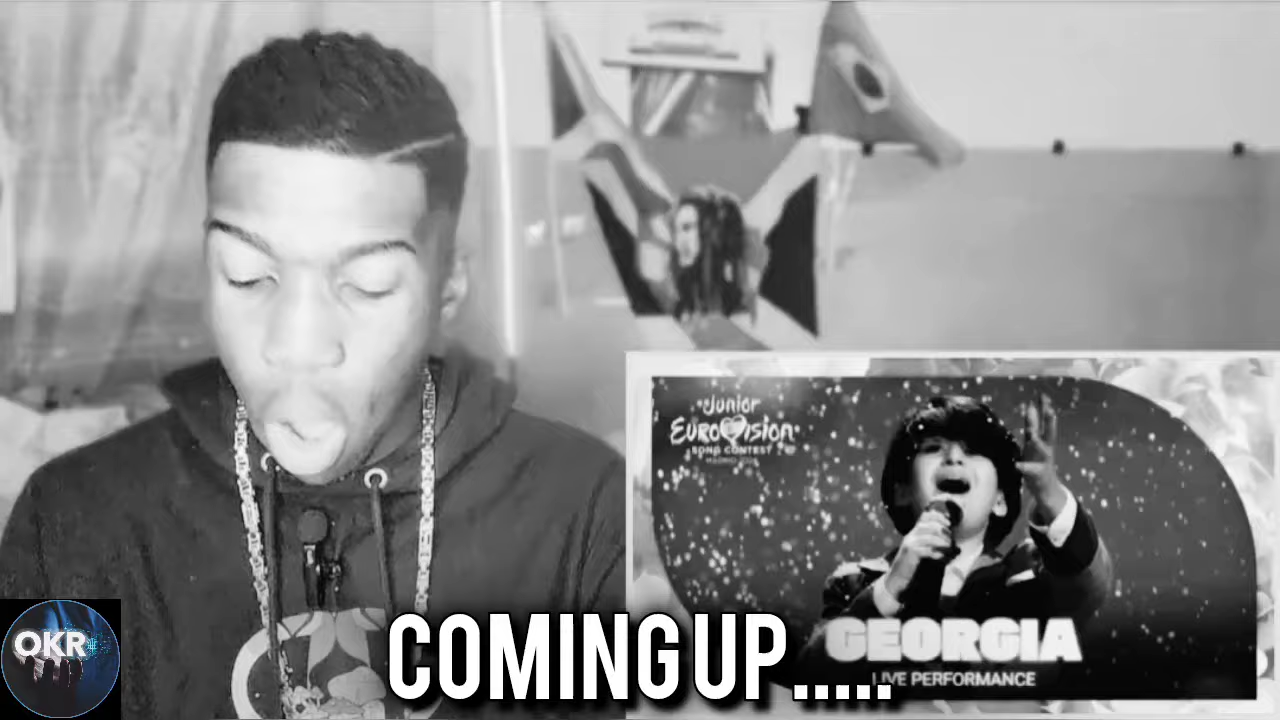 Junior
EUROVISION
SONG CONTEST
GEORGIA
LIVE PERFORMANCE
COMING UP.....
OKR